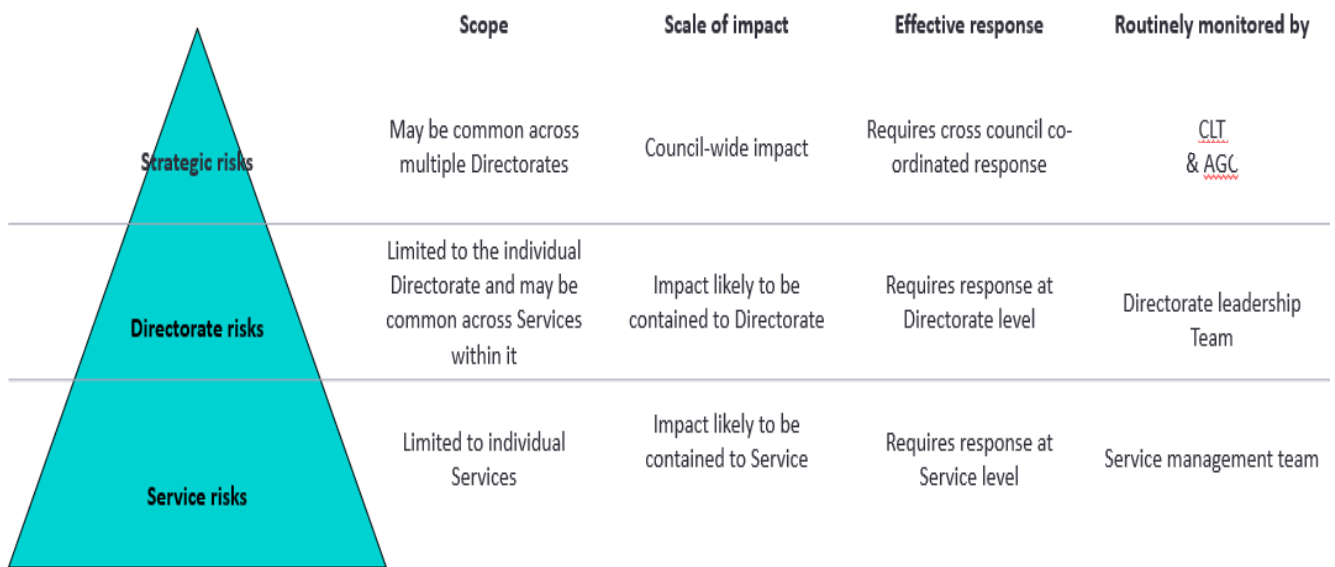 Scope Scale of impact Effective response Routinely monitored by
Strategic risks
May be common across
multiple Directorates
Council-wide impact
Requires cross council co-
ordinated response
CLT
& AGC
Directorate risks
Limited to the individual
Directorate and may be
common across Services
within it
Impact likely to be
contained to Directorate
Requires response at
Directorate level
Directorate leadership
Team
Service risks
Limited to individual
Services
Impact likely to be
contained to Service
Requires response at
Service level
Service management team